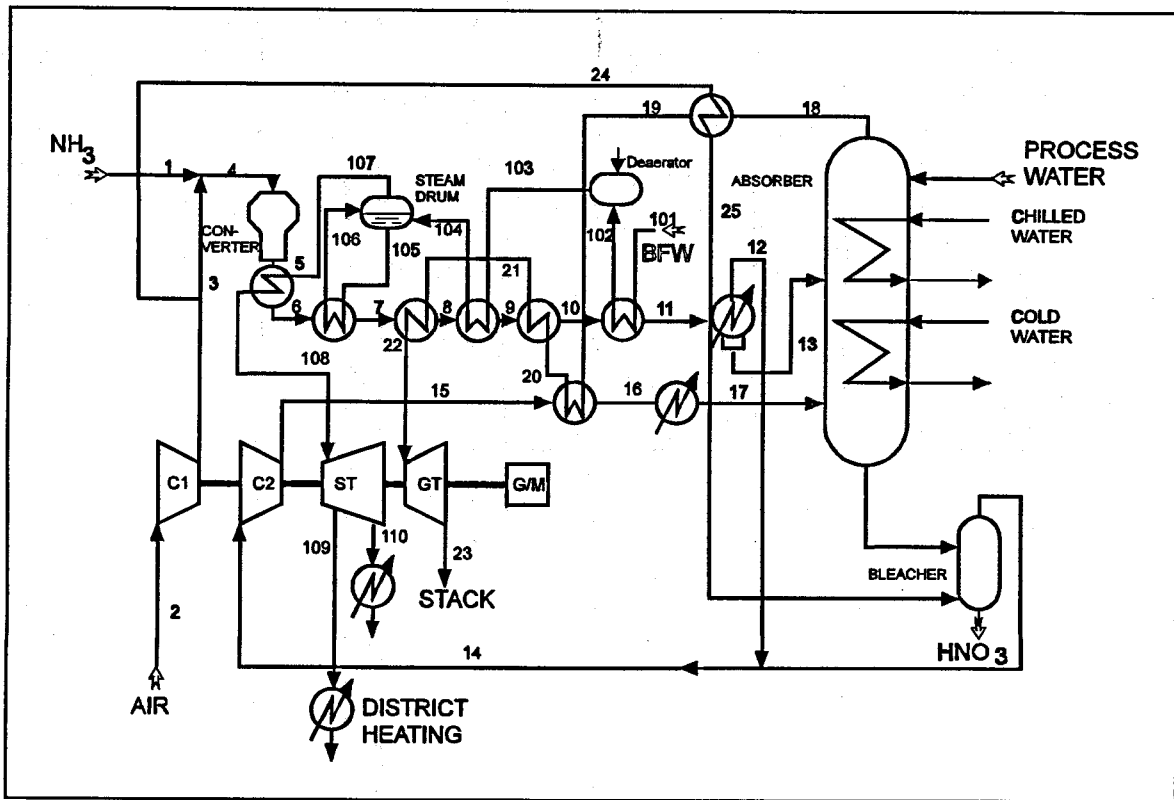 24
19
18
NH3
1
4
107
STEAM
DRUM
103
Deaerator
ABSORBER
PROCESS
WATER
CON-
VERTER
106
104
105
102
101
BFW
25
12
CHILLED
WATER
3
5
21
6
7
8
9
10
11
22
13
COLD
WATER
108
15
20
16
17
C1
C2
ST
GT
G/M
109
110
23
STACK
BLEACHER
2
14
HNO3
AIR
DISTRICT
HEATING